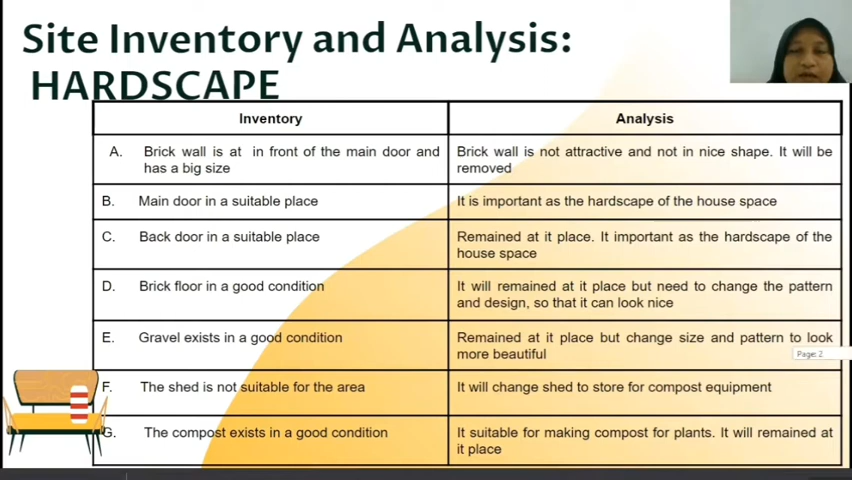 Site Inventory and Analysis:
HARDSCAPE
Inventory
Analysis
A. Brick wall is at in front of the main door and
has a big size
Brick wall is not attractive and not in nice shape. It will be
removed
B. Main door in a suitable place
It is important as the hardscape of the house space
C. Back door in a suitable place
Remained at it place. It important as the hardscape of the
house space
D. Brick floor in a good condition
It will remained at it place but need to change the pattern
and design, so that it can look nice
E. Gravel exists in a good condition
Remained at it place but change size and pattern to look
more beautiful
Page: 2
F. The shed is not suitable for the area
It will change shed to store for compost equipment
G. The compost exists in a good condition
It suitable for making compost for plants. It will remained at
it place